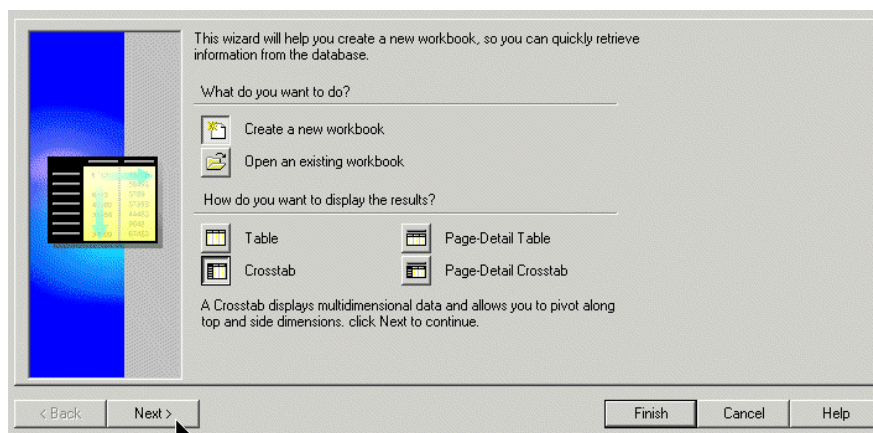 This wizard will help you create a new workbook, so you can quickly retrieve
information from the database.
What do you want to do?
Create a new workbook
Open an existing workbook
How do you want to display the results?
Table
Page-Detail Table
Crosstab
Page-Detail Crosstab
A Crosstab displays multidimensional data and allows you to pivot along
top and side dimensions. click Next to continue.
< Back
Next >
Finish
Cancel
Help